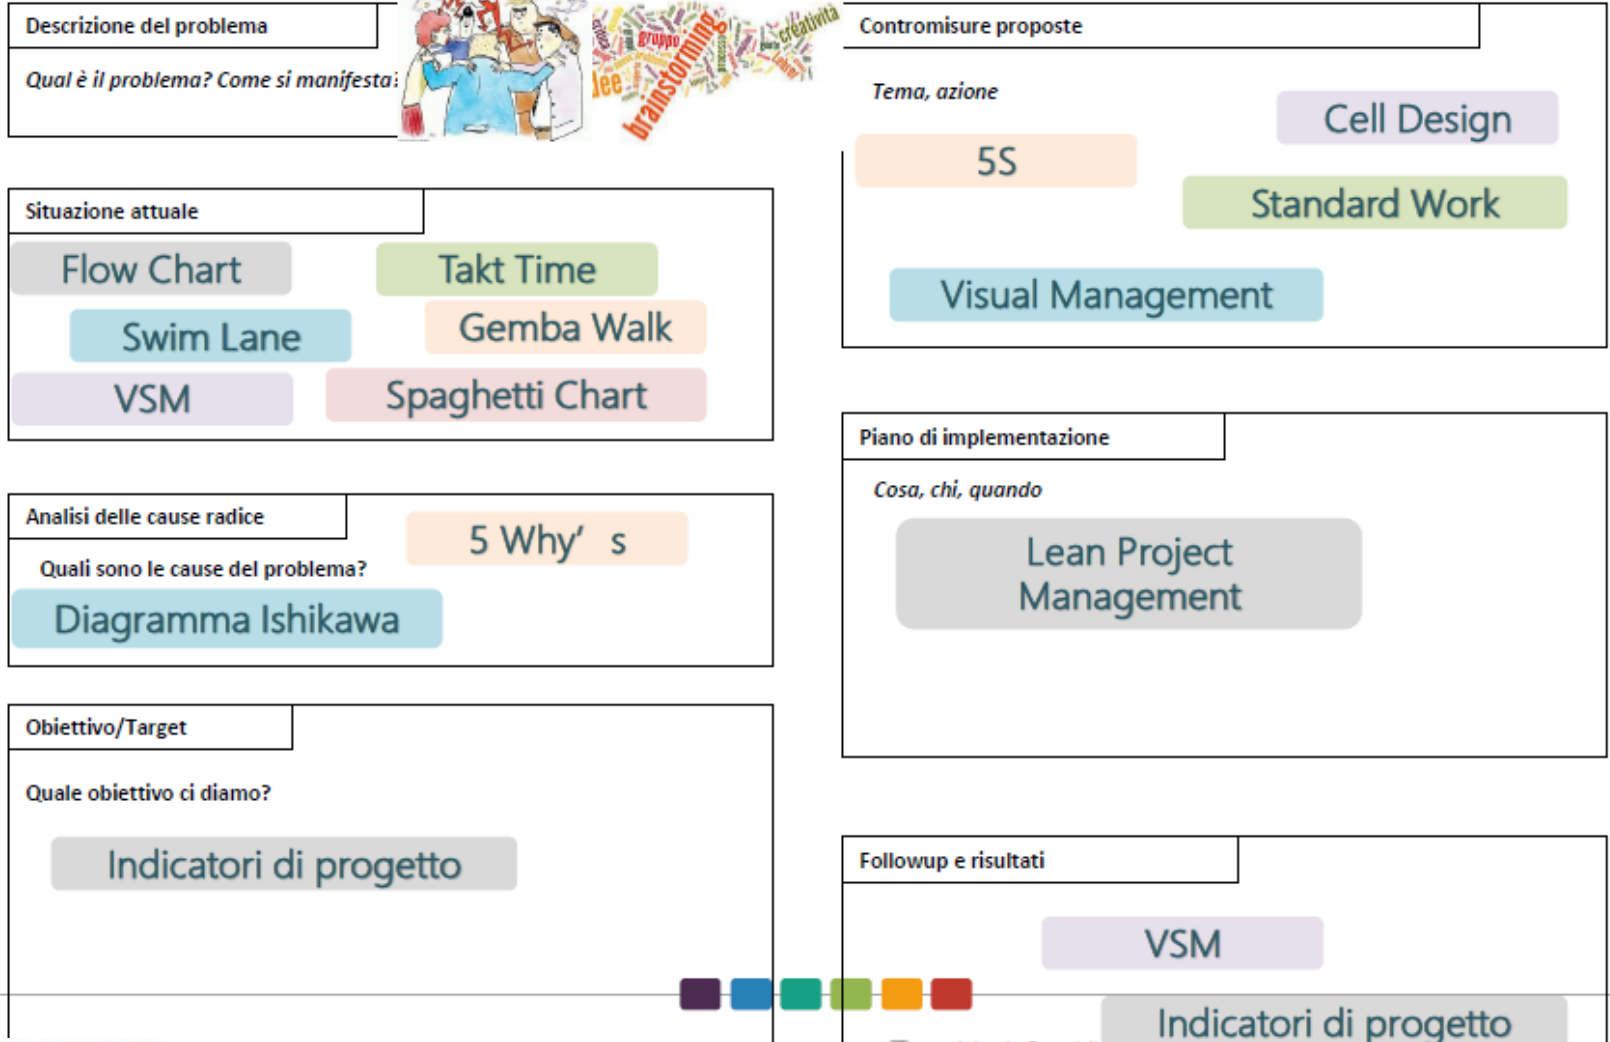 Descrizione del problema
Qual è il problema? Come si manifesta?
gruppo
brainstorming
creatività
Situazione attuale
Flow Chart
Takt Time
Swim Lane
Gemba Walk
VSM
Spaghetti Chart
Analisi delle cause radice
5 Why' s
Quali sono le cause del problema?
Diagramma Ishikawa
Obiettivo/Target
Quale obiettivo ci diamo?
Indicatori di progetto
Contromisure proposte
Tema, azione
Cell Design
5S
Standard Work
Visual Management
Piano di implementazione
Cosa, chi, quando
Lean Project
Management
Followup e risultati
VSM
Indicatori di progetto